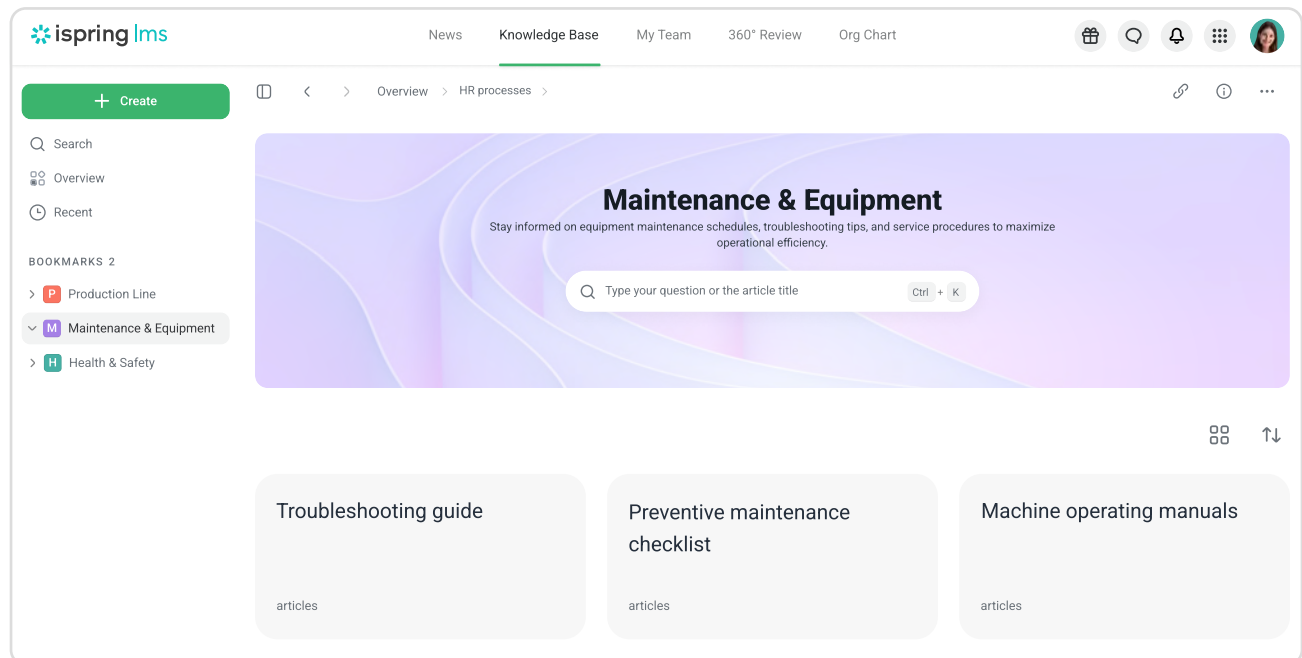 ispring lms
News Knowledge Base My Team 360° Review Org Chart
Create
Overview HR processes
Search
Overview
Recent
BOOKMARKS 2
P Production Line
M Maintenance & Equipment
H Health & Safety
Maintenance & Equipment
Stay informed on equipment maintenance schedules, troubleshooting tips, and service procedures to maximize
operational efficiency.
Type your question or the article title Ctrl + K
Troubleshooting guide
articles
Preventive maintenance
checklist
articles
Machine operating manuals
articles